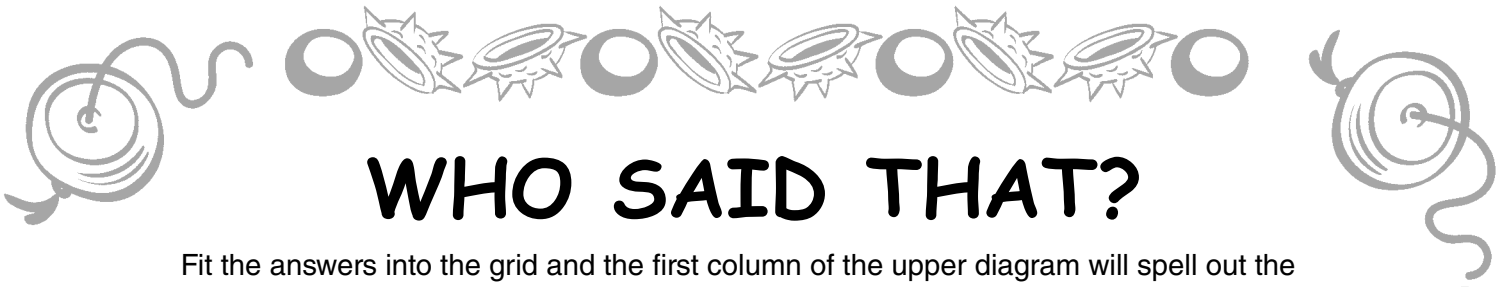 WHO SAID THAT?
Fit the answers into the grid and the first column of the upper diagram will spell out the